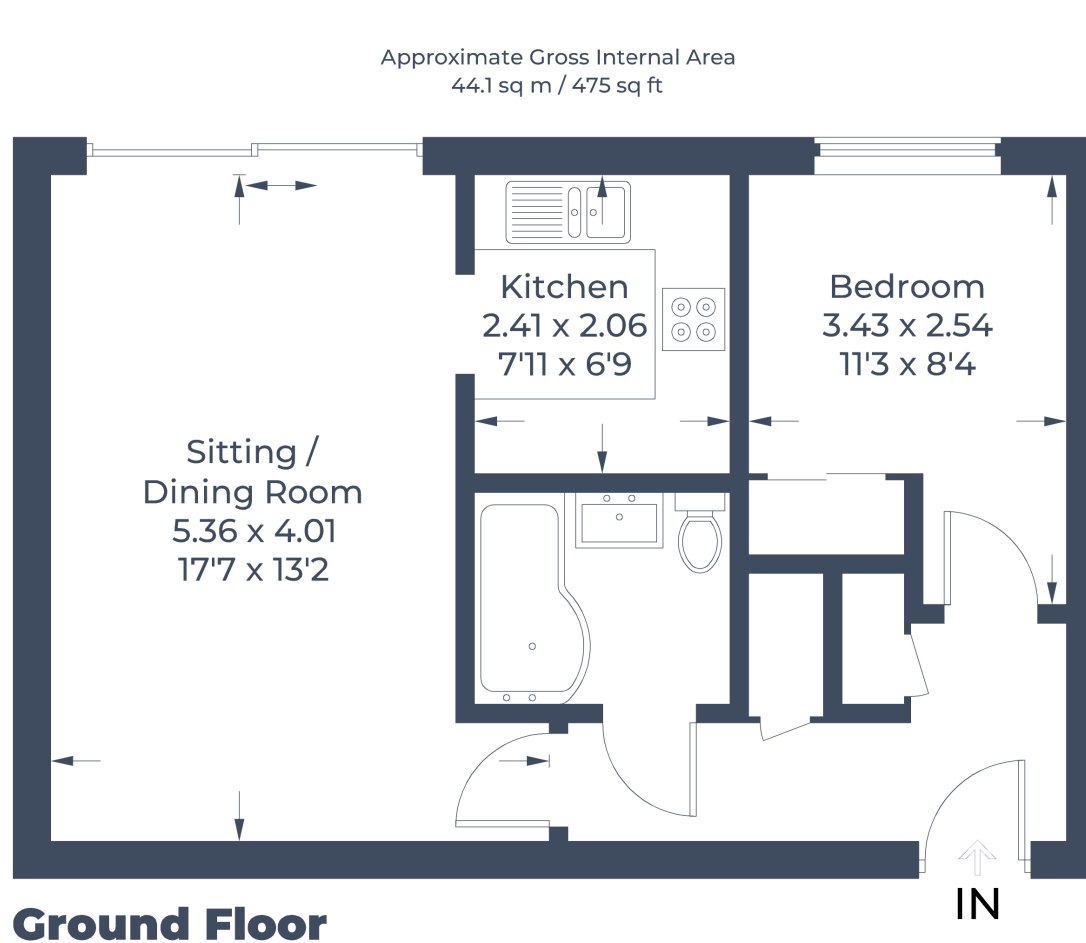 Approximate Gross Internal Area
44.1 sq m / 475 sq ft
Kitchen
2.41 x 2.06
7'11 x 6'9
Bedroom
3.43 x 2.54
11'3 x 8'4
Sitting /
Dining Room
5.36 x 4.01
17'7 x 13'2
IN
Ground Floor